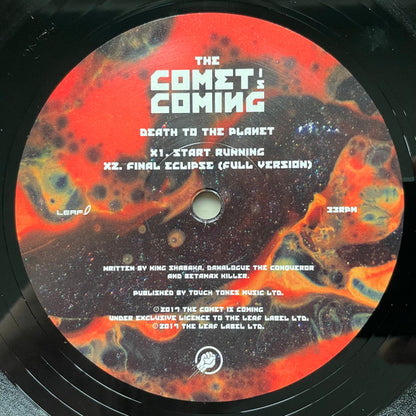 THE
COMET IS
COMING
DEATH TO THE PLANET
X1. START RUNNING
X2. FINAL ECLIPSE (FULL VERSION)
LEAF
33RPM
WRITTEN BY KING SHABAKA, DANALOGUE THE CONQUEROR
AND BETAMAX KILLER.
PUBLISHED BY TOUCH TONES MUSIC LTD.
©2017 THE COMET IS COMING
UNDER EXCLUSIVE LICENCE TO THE LEAF LABEL LTD.
℗2017 THE LEAF LABEL LTD.